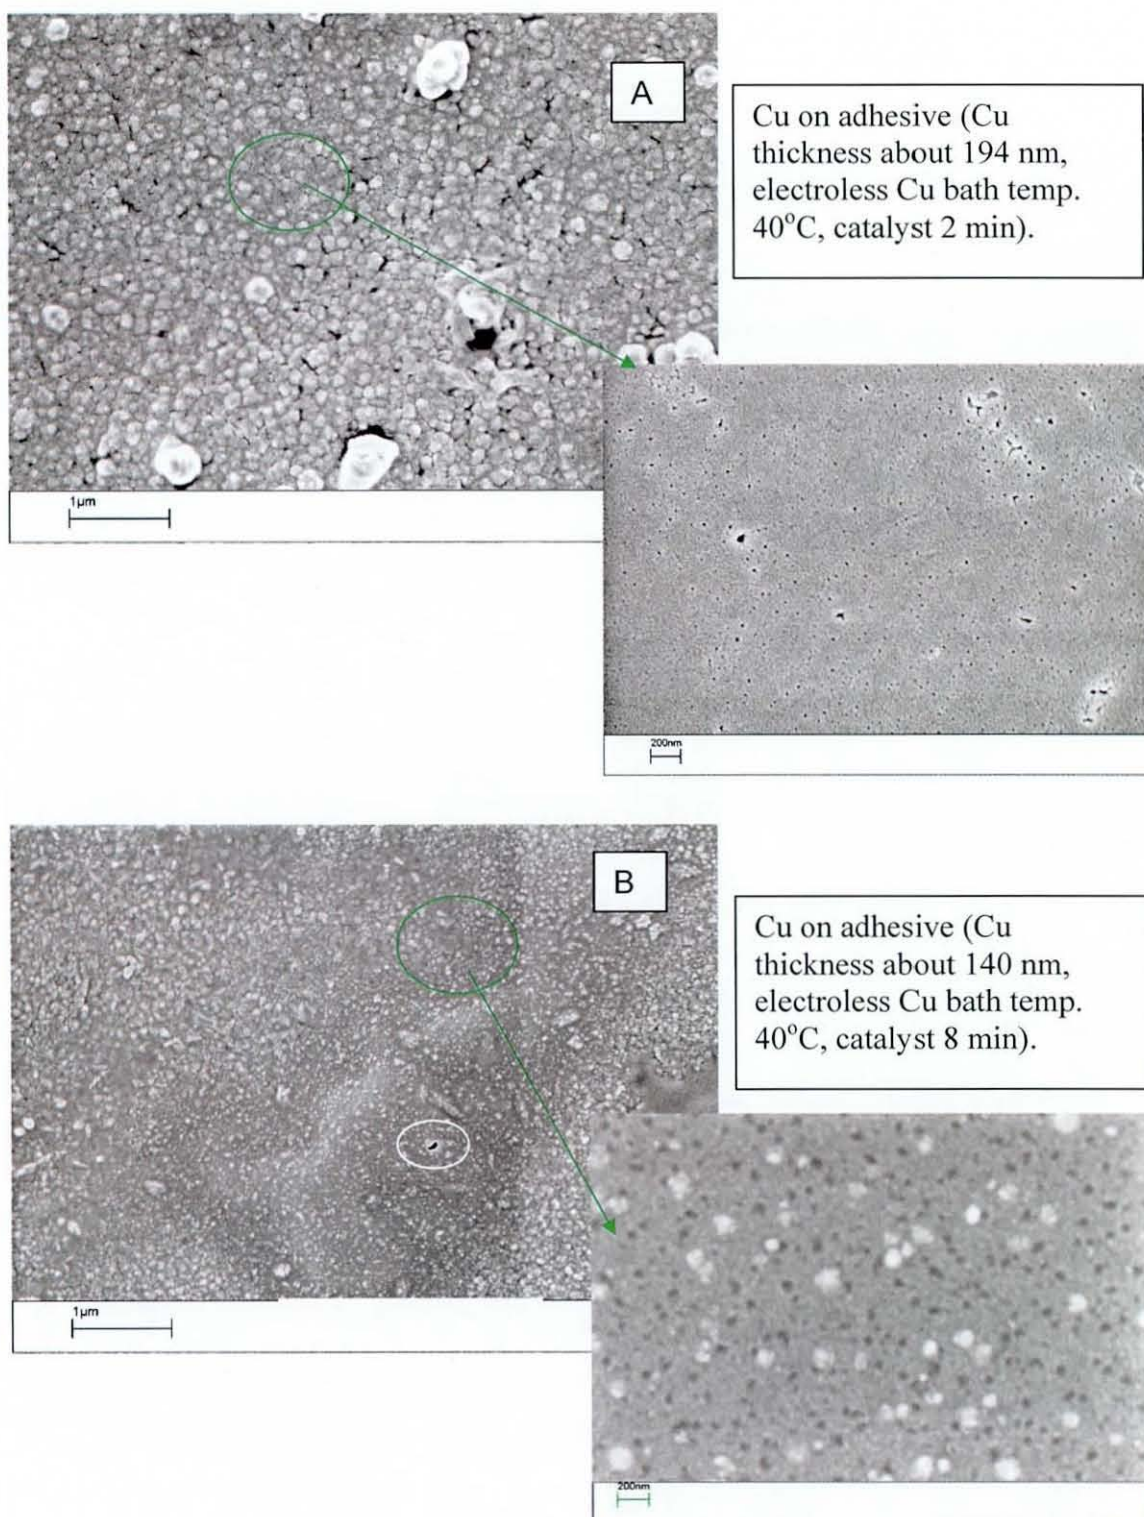 A
Cu on adhesive (Cu
thickness about 194 nm,
electroless Cu bath temp.
40°C, catalyst 2 min).
1µm
200nm
B
Cu on adhesive (Cu
thickness about 140 nm,
electroless Cu bath temp.
40°C, catalyst 8 min).
1µm
200nm